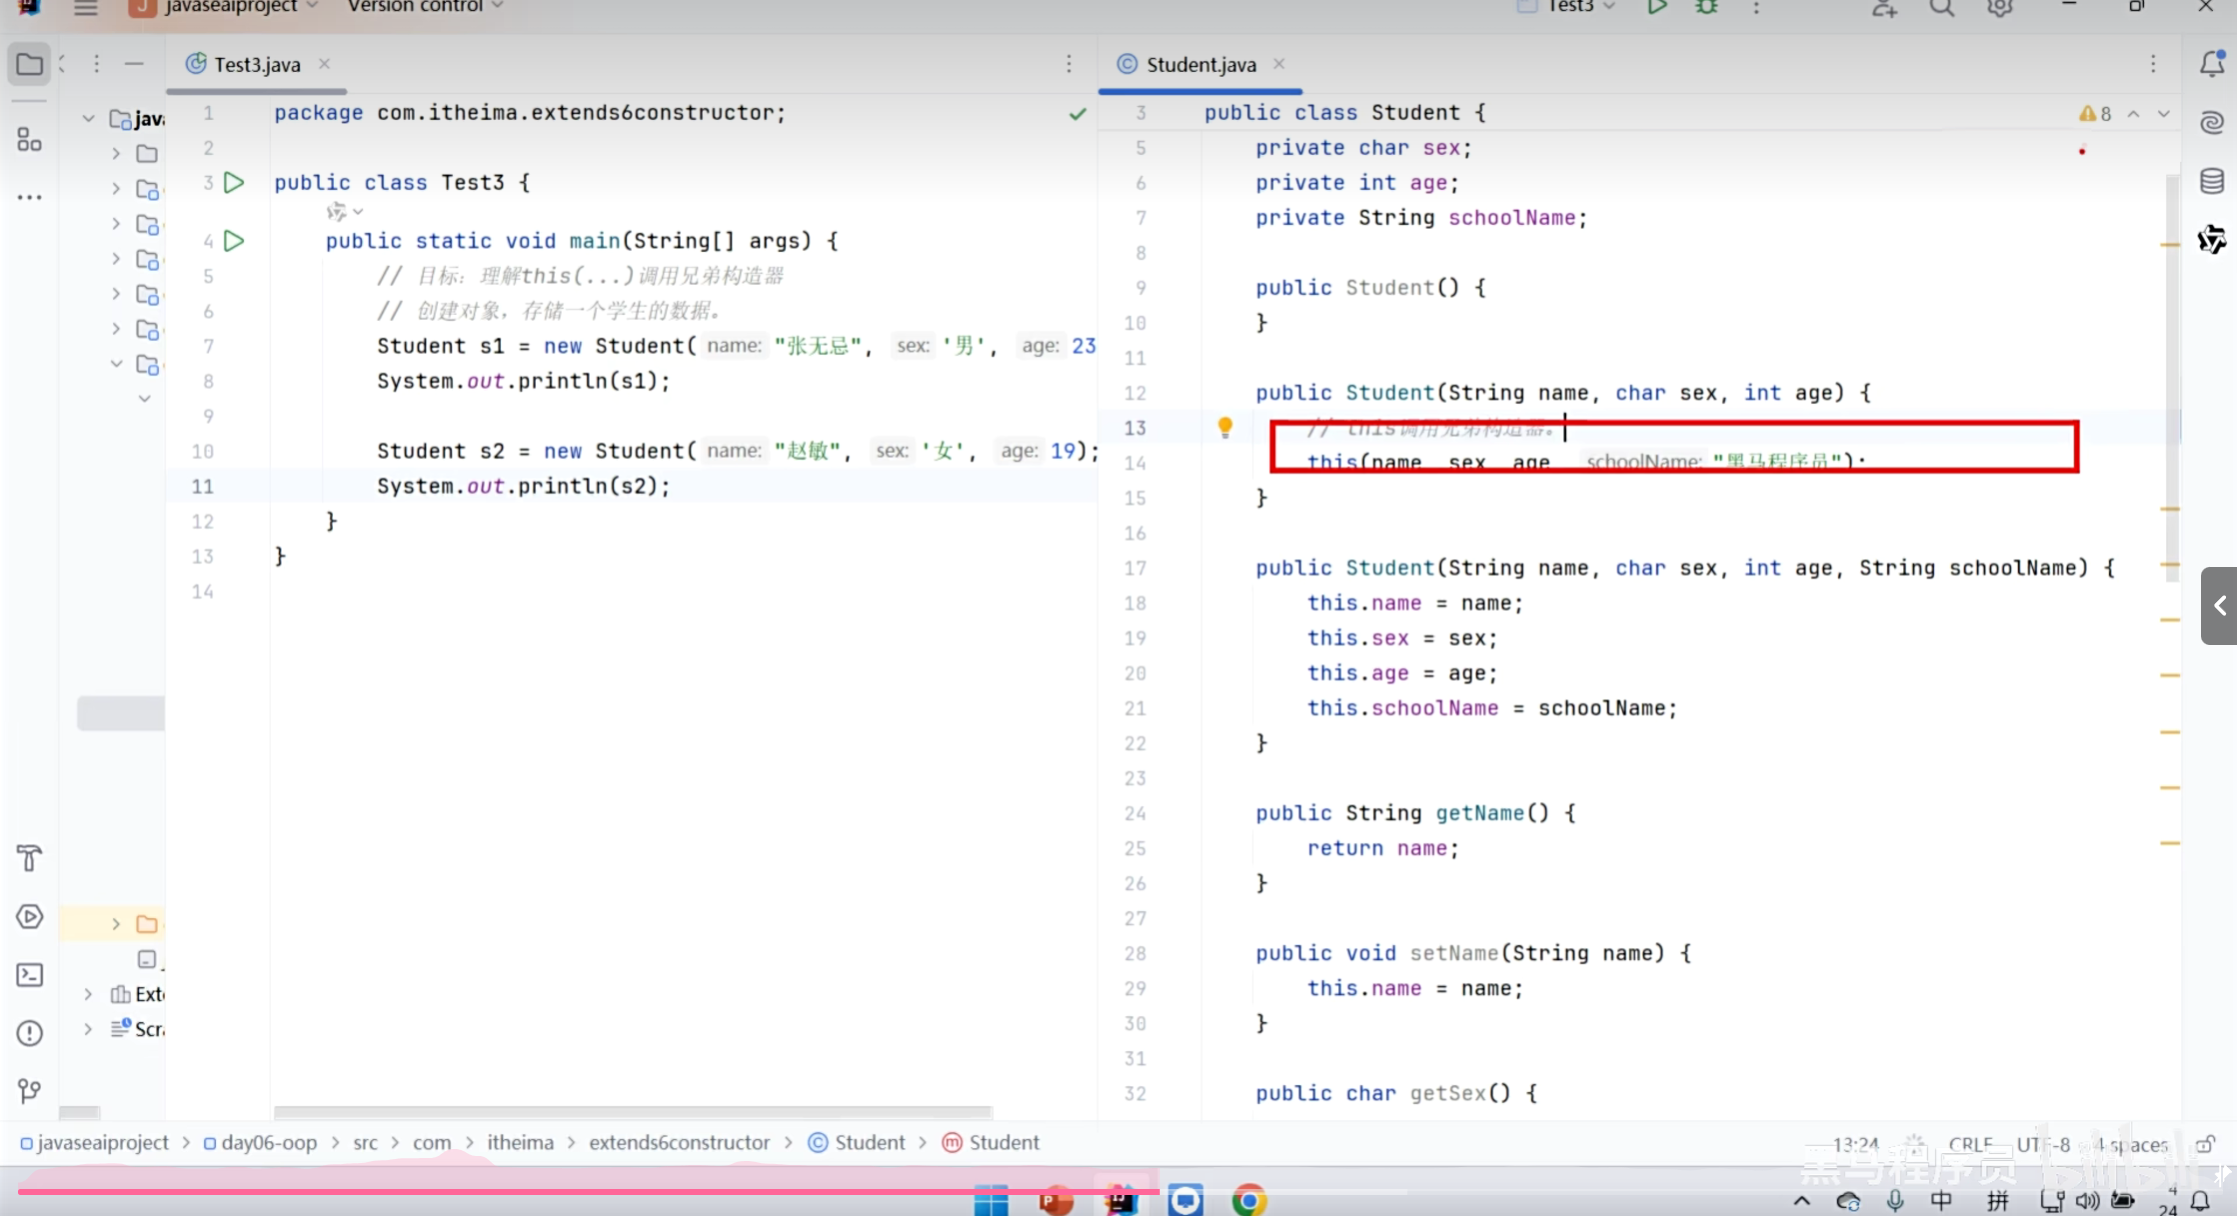 javaseaiproject
Version control
Test3
Test3.java
Student.java
1 package com.itheima.extends6constructor;
2
3 public class Test3 {
4 public static void main(String[] args) {
5 // 目标：理解this(...)调用兄弟构造器
6 // 创建对象，存储一个学生的数据。
7 Student s1 = new Student( name: "张无忌", sex: '男', age: 23
8 System.out.println(s1);
9
10 Student s2 = new Student( name: "赵敏", sex: '女', age: 19);
11 System.out.println(s2);
12 }
13 }
14
3 public class Student {
8
5 private char sex;
6 private int age;
7 private String schoolName;
8
9 public Student() {
10 }
11
12 public Student(String name, char sex, int age) {
13 // this调用兄弟构造器。
14 this(name sex age schoolName: "黑马程序员");
15 }
16
17 public Student(String name, char sex, int age, String schoolName) {
18 this.name = name;
19 this.sex = sex;
20 this.age = age;
21 this.schoolName = schoolName;
22 }
23
24 public String getName() {
25 return name;
26 }
27
28 public void setName(String name) {
29 this.name = name;
30 }
31
32 public char getSex() {
java
Exte
Scra
javaseaiproject > day06-oop > src > com > itheima > extends6constructor > Student > Student
13:24 CRLF UTF-8 4 spaces
黑马程序员 bilibili
中 拼
24